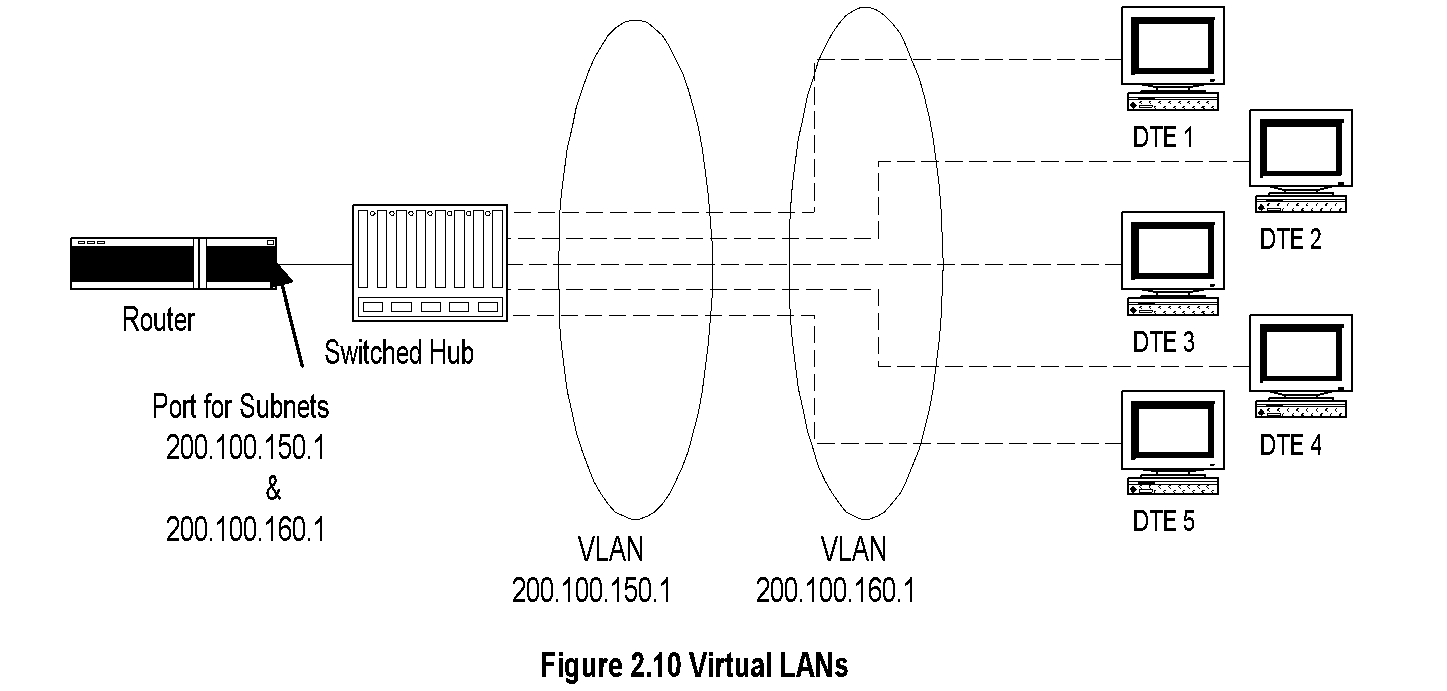 DTE 1
DTE 2
Router
Switched Hub
DTE 3
Port for Subnets
200.100.150.1
&
200.100.160.1
DTE 4
DTE 5
VLAN
200.100.150.1
VLAN
200.100.160.1
Figure 2.10 Virtual LANs